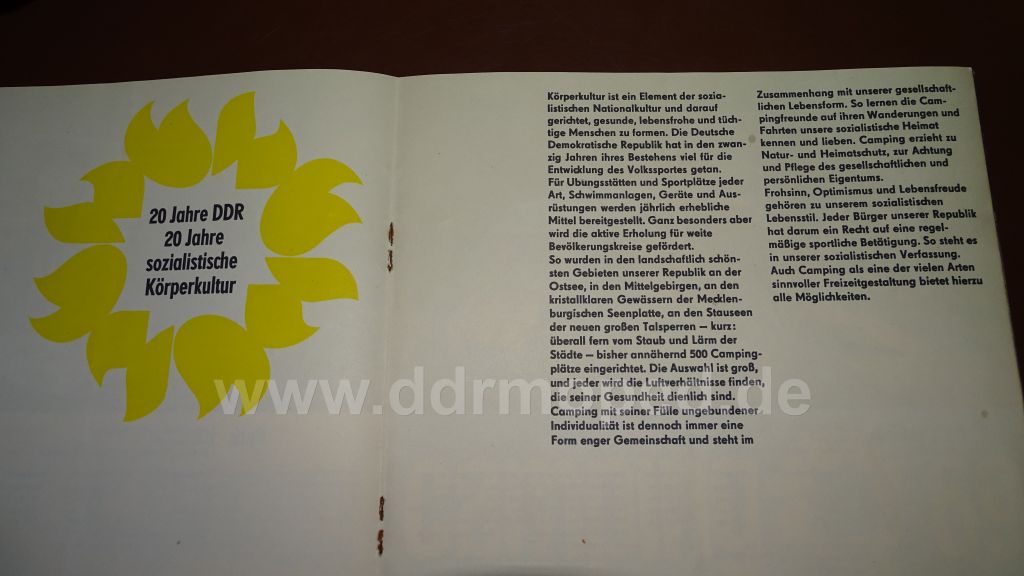 20 Jahre DDR
20 Jahre
sozialistische
Körperkultur
Körperkultur ist ein Element der sozia-
listischen Nationalkultur und darauf
gerichtet, gesunde, lebensfrohe und tüch-
tige Menschen zu formen. Die Deutsche
Demokratische Republik hat in den zwan-
zig Jahren ihres Bestehens viel für die
Entwicklung des Volkssportes getan.
Für Ubungsstätten und Sportplätze jeder
Art, Schwimmanlagen, Geräte und Aus-
rüstungen werden jährlich erhebliche
Mittel bereitgestellt. Ganz besonders aber
wird die aktive Erholung für weite
Bevölkerungskreise gefördert.
So wurden in den landschaftlich schön-
sten Gebieten unserer Republik an der
Ostsee, in den Mittelgebirgen, an den
kristallklaren Gewässern der Mecklen-
burgischen Seenplatte, an den Stauseen
der neuen großen Talsperren – kurz:
überall fern vom Staub und Lärm der
Städte – bisher annähernd 500 Camping-
plätze eingerichtet. Die Auswahl ist groß,
und jeder wird die Luftverhältnisse finden,
die seiner Gesundheit dienlich sind.
Camping mit seiner Fülle ungebundener
Individualität ist dennoch immer eine
Form enger Gemeinschaft und steht im
Zusammenhang mit unserer gesellschaft-
lichen Lebensform. So lernen die Cam-
pingfreunde auf ihren Wanderungen und
Fahrten unsere sozialistische Heimat
kennen und lieben. Camping erzieht zu
Natur- und Heimatschutz, zur Achtung
und Pflege des gesellschaftlichen und
persönlichen Eigentums.
Frohsinn, Optimismus und Lebensfreude
gehören zu unserem sozialistischen
Lebensstil. Jeder Bürger unserer Republik
hat darum ein Recht auf eine regel-
mäßige sportliche Betätigung. So steht es
in unserer sozialistischen Verfassung.
Auch Camping als eine der vielen Arten
sinnvoller Freizeitgestaltung bietet hierzu
alle Möglichkeiten.